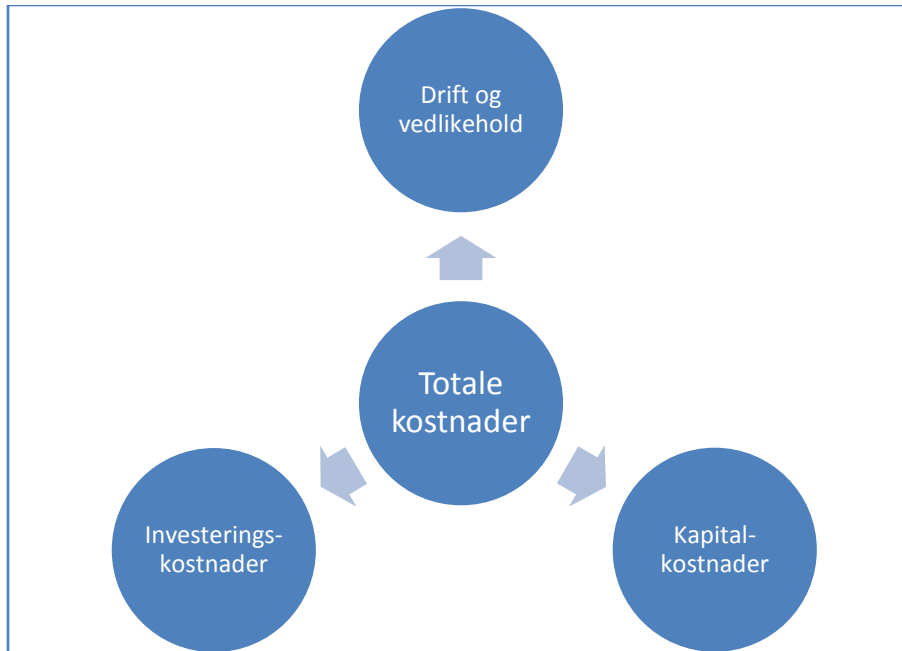 Drift og
vedlikehold
Totale
kostnader
Investerings-
kostnader
Kapital-
kostnader